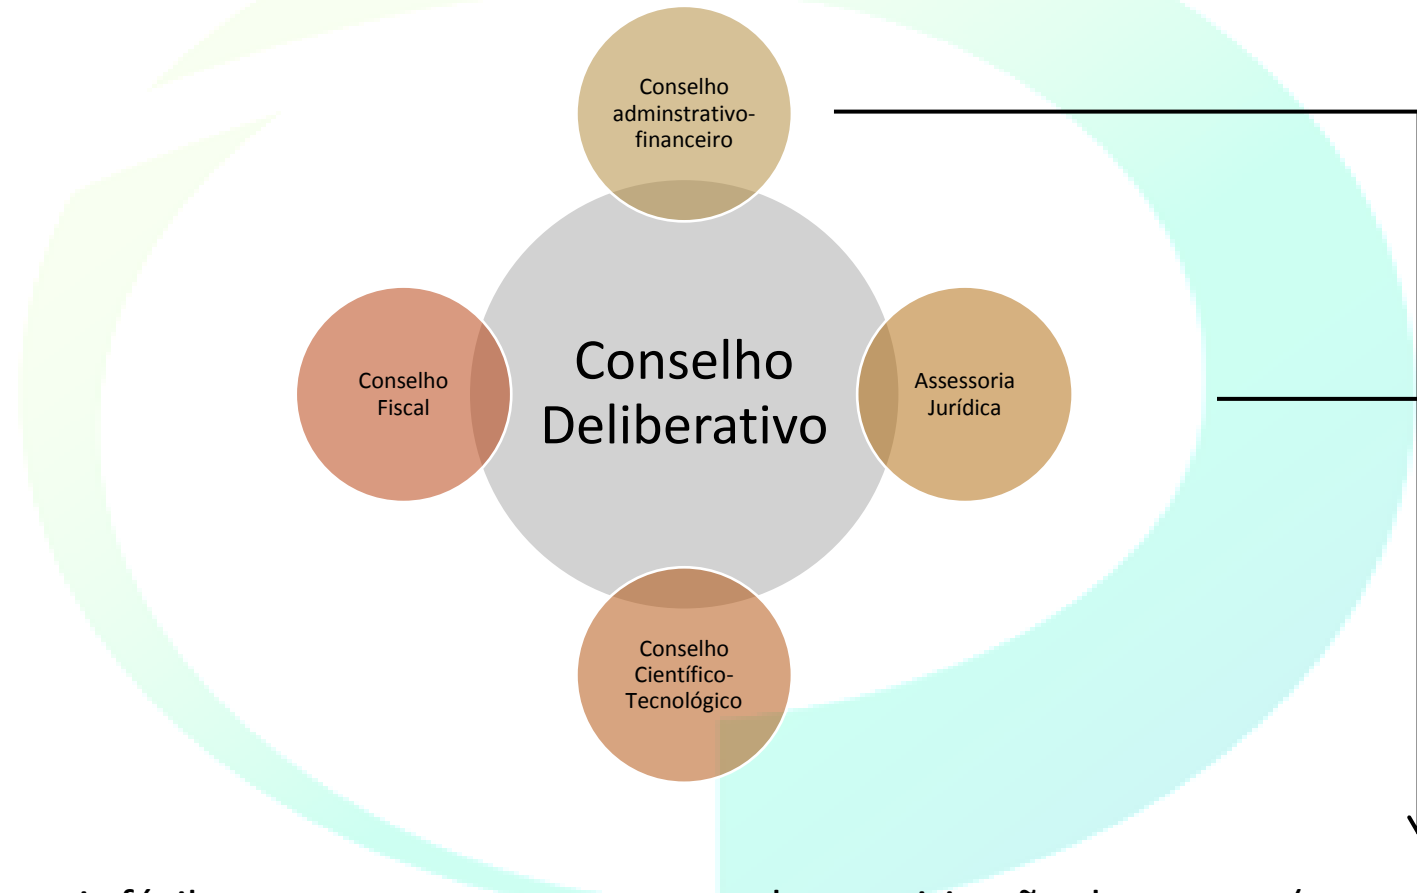 Conselho
adminstrativo-
financeiro
Conselho
Fiscal
Conselho
Deliberativo
Assessoria
Jurídica
Conselho
Científico-
Tecnológico